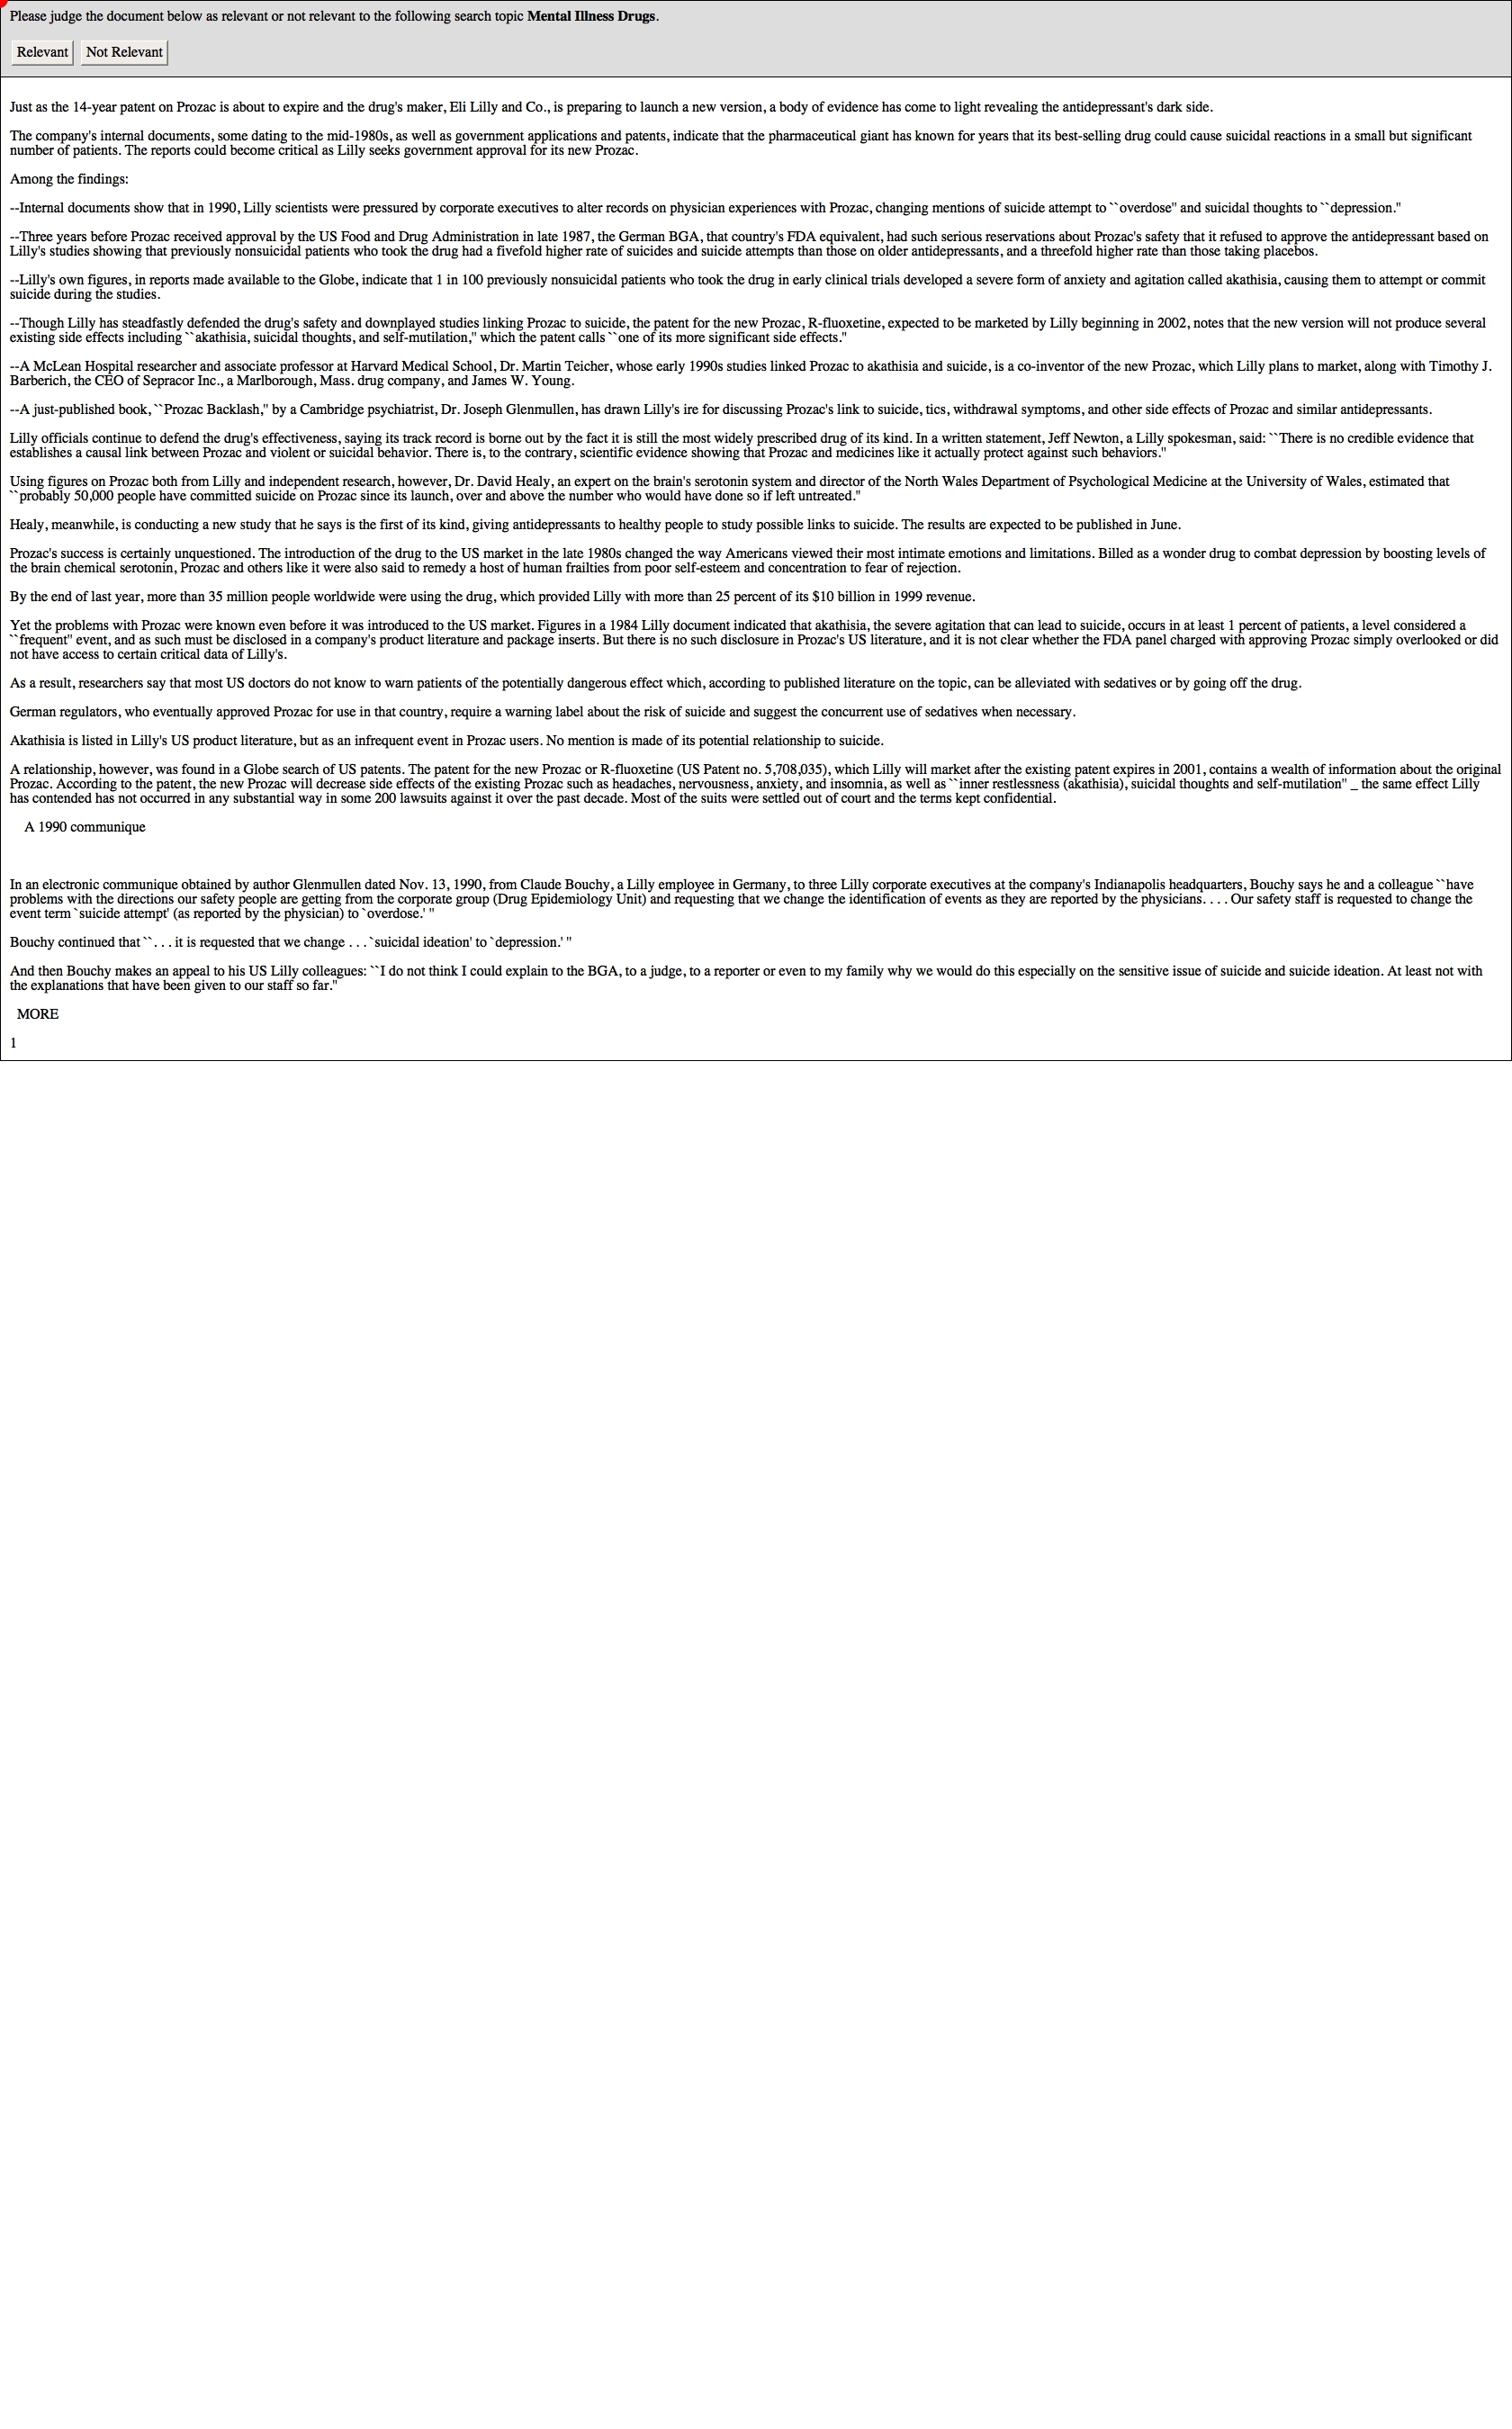 Please judge the document below as relevant or not relevant to the following search topic Mental Illness Drugs.
Relevant Not Relevant
Just as the 14-year patent on Prozac is about to expire and the drug's maker, Eli Lilly and Co., is preparing to launch a new version, a body of evidence has come to light revealing the antidepressant's dark side.
The company's internal documents, some dating to the mid-1980s, as well as government applications and patents, indicate that the pharmaceutical giant has known for years that its best-selling drug could cause suicidal reactions in a small but significant
number of patients. The reports could become critical as Lilly seeks government approval for its new Prozac.
Among the findings:
--Internal documents show that in 1990, Lilly scientists were pressured by corporate executives to alter records on physician experiences with Prozac, changing mentions of suicide attempt to ``overdose'' and suicidal thoughts to ``depression.''
--Three years before Prozac received approval by the US Food and Drug Administration in late 1987, the German BGA, that country's FDA equivalent, had such serious reservations about Prozac's safety that it refused to approve the antidepressant based on
Lilly's studies showing that previously nonsuicidal patients who took the drug had a fivefold higher rate of suicides and suicide attempts than those on older antidepressants, and a threefold higher rate than those taking placebos.
--Lilly's own figures, in reports made available to the Globe, indicate that 1 in 100 previously nonsuicidal patients who took the drug in early clinical trials developed a severe form of anxiety and agitation called akathisia, causing them to attempt or commit
suicide during the studies.
--Though Lilly has steadfastly defended the drug's safety and downplayed studies linking Prozac to suicide, the patent for the new Prozac, R-fluoxetine, expected to be marketed by Lilly beginning in 2002, notes that the new version will not produce several
existing side effects including ``akathisia, suicidal thoughts, and self-mutilation,'' which the patent calls ``one of its more significant side effects.''
--A McLean Hospital researcher and associate professor at Harvard Medical School, Dr. Martin Teicher, whose early 1990s studies linked Prozac to akathisia and suicide, is a co-inventor of the new Prozac, which Lilly plans to market, along with Timothy J.
Barberich, the CEO of Sepracor Inc., a Marlborough, Mass. drug company, and James W. Young.
--A just-published book, ``Prozac Backlash,'' by a Cambridge psychiatrist, Dr. Joseph Glenmullen, has drawn Lilly's ire for discussing Prozac's link to suicide, tics, withdrawal symptoms, and other side effects of Prozac and similar antidepressants.
Lilly officials continue to defend the drug's effectiveness, saying its track record is borne out by the fact it is still the most widely prescribed drug of its kind. In a written statement, Jeff Newton, a Lilly spokesman, said: ``There is no credible evidence that
establishes a causal link between Prozac and violent or suicidal behavior. There is, to the contrary, scientific evidence showing that Prozac and medicines like it actually protect against such behaviors.''
Using figures on Prozac both from Lilly and independent research, however, Dr. David Healy, an expert on the brain's serotonin system and director of the North Wales Department of Psychological Medicine at the University of Wales, estimated that
``probably 50,000 people have committed suicide on Prozac since its launch, over and above the number who would have done so if left untreated.''
Healy, meanwhile, is conducting a new study that he says is the first of its kind, giving antidepressants to healthy people to study possible links to suicide. The results are expected to be published in June.
Prozac's success is certainly unquestioned. The introduction of the drug to the US market in the late 1980s changed the way Americans viewed their most intimate emotions and limitations. Billed as a wonder drug to combat depression by boosting levels of
the brain chemical serotonin, Prozac and others like it were also said to remedy a host of human frailties from poor self-esteem and concentration to fear of rejection.
By the end of last year, more than 35 million people worldwide were using the drug, which provided Lilly with more than 25 percent of its $10 billion in 1999 revenue.
Yet the problems with Prozac were known even before it was introduced to the US market. Figures in a 1984 Lilly document indicated that akathisia, the severe agitation that can lead to suicide, occurs in at least 1 percent of patients, a level considered a
``frequent'' event, and as such must be disclosed in a company's product literature and package inserts. But there is no such disclosure in Prozac's US literature, and it is not clear whether the FDA panel charged with approving Prozac simply overlooked or did
not have access to certain critical data of Lilly's.
As a result, researchers say that most US doctors do not know to warn patients of the potentially dangerous effect which, according to published literature on the topic, can be alleviated with sedatives or by going off the drug.
German regulators, who eventually approved Prozac for use in that country, require a warning label about the risk of suicide and suggest the concurrent use of sedatives when necessary.
Akathisia is listed in Lilly's US product literature, but as an infrequent event in Prozac users. No mention is made of its potential relationship to suicide.
A relationship, however, was found in a Globe search of US patents. The patent for the new Prozac or R-fluoxetine (US Patent no. 5,708,035), which Lilly will market after the existing patent expires in 2001, contains a wealth of information about the original
Prozac. According to the patent, the new Prozac will decrease side effects of the existing Prozac such as headaches, nervousness, anxiety, and insomnia, as well as ``inner restlessness (akathisia), suicidal thoughts and self-mutilation'' _ the same effect Lilly
has contended has not occurred in any substantial way in some 200 lawsuits against it over the past decade. Most of the suits were settled out of court and the terms kept confidential.
A 1990 communique
In an electronic communique obtained by author Glenmullen dated Nov. 13, 1990, from Claude Bouchy, a Lilly employee in Germany, to three Lilly corporate executives at the company's Indianapolis headquarters, Bouchy says he and a colleague ``have
problems with the directions our safety people are getting from the corporate group (Drug Epidemiology Unit) and requesting that we change the identification of events as they are reported by the physicians. . . . Our safety staff is requested to change the
event term `suicide attempt' (as reported by the physician) to `overdose.' ''
Bouchy continued that ``. . . it is requested that we change . . . `suicidal ideation' to `depression.' ''
And then Bouchy makes an appeal to his US Lilly colleagues: ``I do not think I could explain to the BGA, to a judge, to a reporter or even to my family why we would do this especially on the sensitive issue of suicide and suicide ideation. At least not with
the explanations that have been given to our staff so far.''
MORE
1